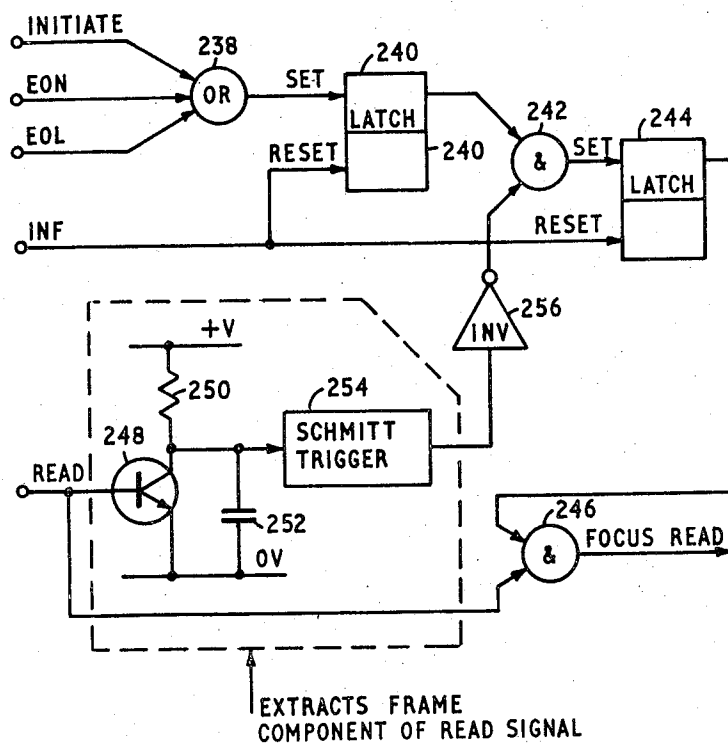 INITIATE
238
EON
OR
SET
240
EOL
LATCH
242
244
RESET
240
&
SET
LATCH
INF
RESET
256
INV
+V
250
254
248
SCHMITT
TRIGGER
READ
252
0V
246
&
FOCUS READ
EXTRACTS FRAME
COMPONENT OF READ SIGNAL